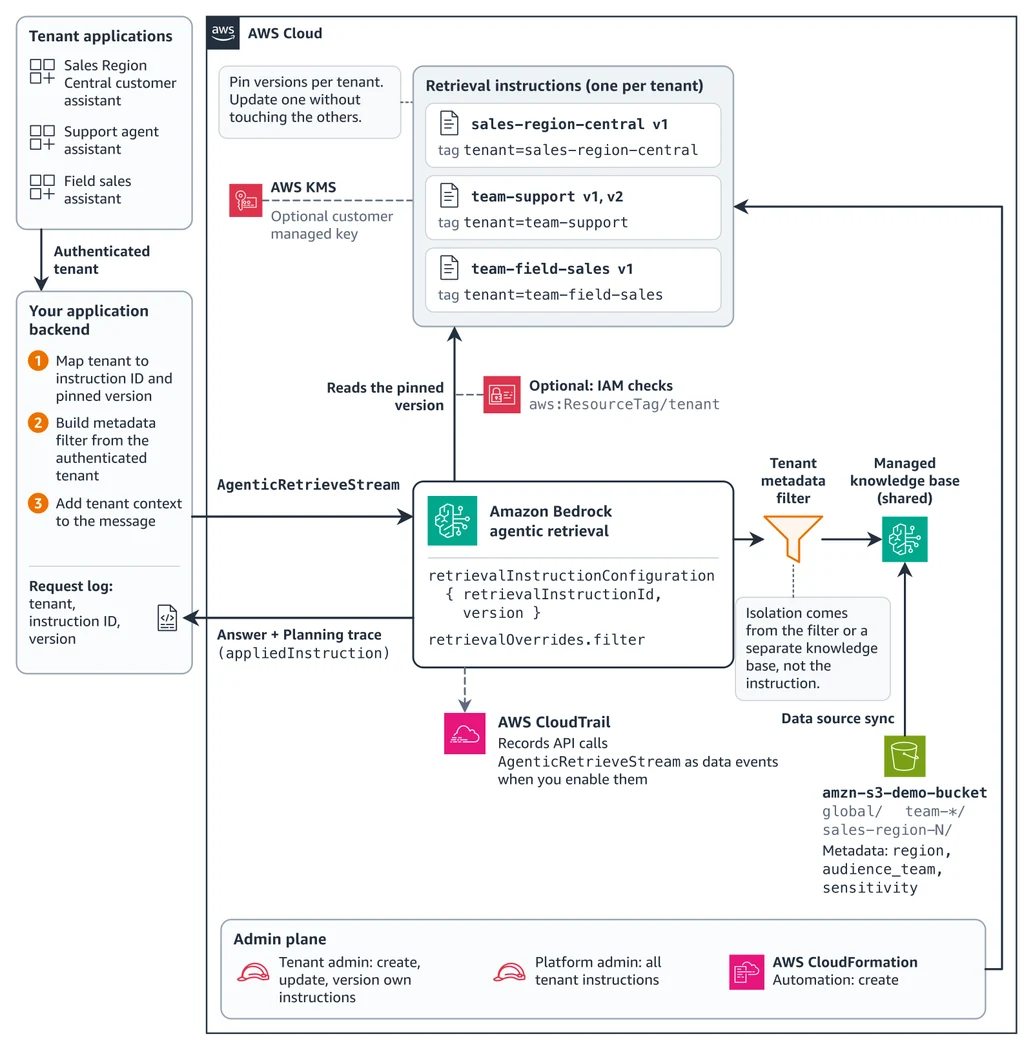 Tenant applications
Sales Region
Central customer
assistant
Support agent
assistant
Field sales
assistant
Authenticated
tenant
Your application
backend
1 Map tenant to
instruction ID and
pinned version
2 Build metadata
filter from the
authenticated
tenant
3 Add tenant context
to the message
Request log:
tenant,
instruction ID,
version
aws AWS Cloud
Pin versions per tenant.
Update one without
touching the others.
AWS KMS
Optional customer
managed key
Retrieval instructions (one per tenant)
sales-region-central v1
tag tenant=sales-region-central
team-support v1, v2
tag tenant=team-support
team-field-sales v1
tag tenant=team-field-sales
Reads the pinned
version
Optional: IAM checks
aws:ResourceTag/tenant
AgenticRetrieveStream
Amazon Bedrock
agentic retrieval
retrievalInstructionConfiguration
{ retrievalInstructionId,
version }
retrievalOverrides.filter
Answer + Planning trace
(appliedInstruction)
Tenant
metadata
filter
Managed
knowledge base
(shared)
Isolation comes
from the filter or a
separate knowledge
base, not the
instruction.
AWS CloudTrail
Records API calls
AgenticRetrieveStream as data events
when you enable them
Data source sync
amzn-s3-demo-bucket
global/ team-*/
sales-region-N/
Metadata: region,
audience_team,
sensitivity
Admin plane
Tenant admin: create,
update, version own
instructions
Platform admin: all
tenant instructions
AWS CloudFormation
Automation: create